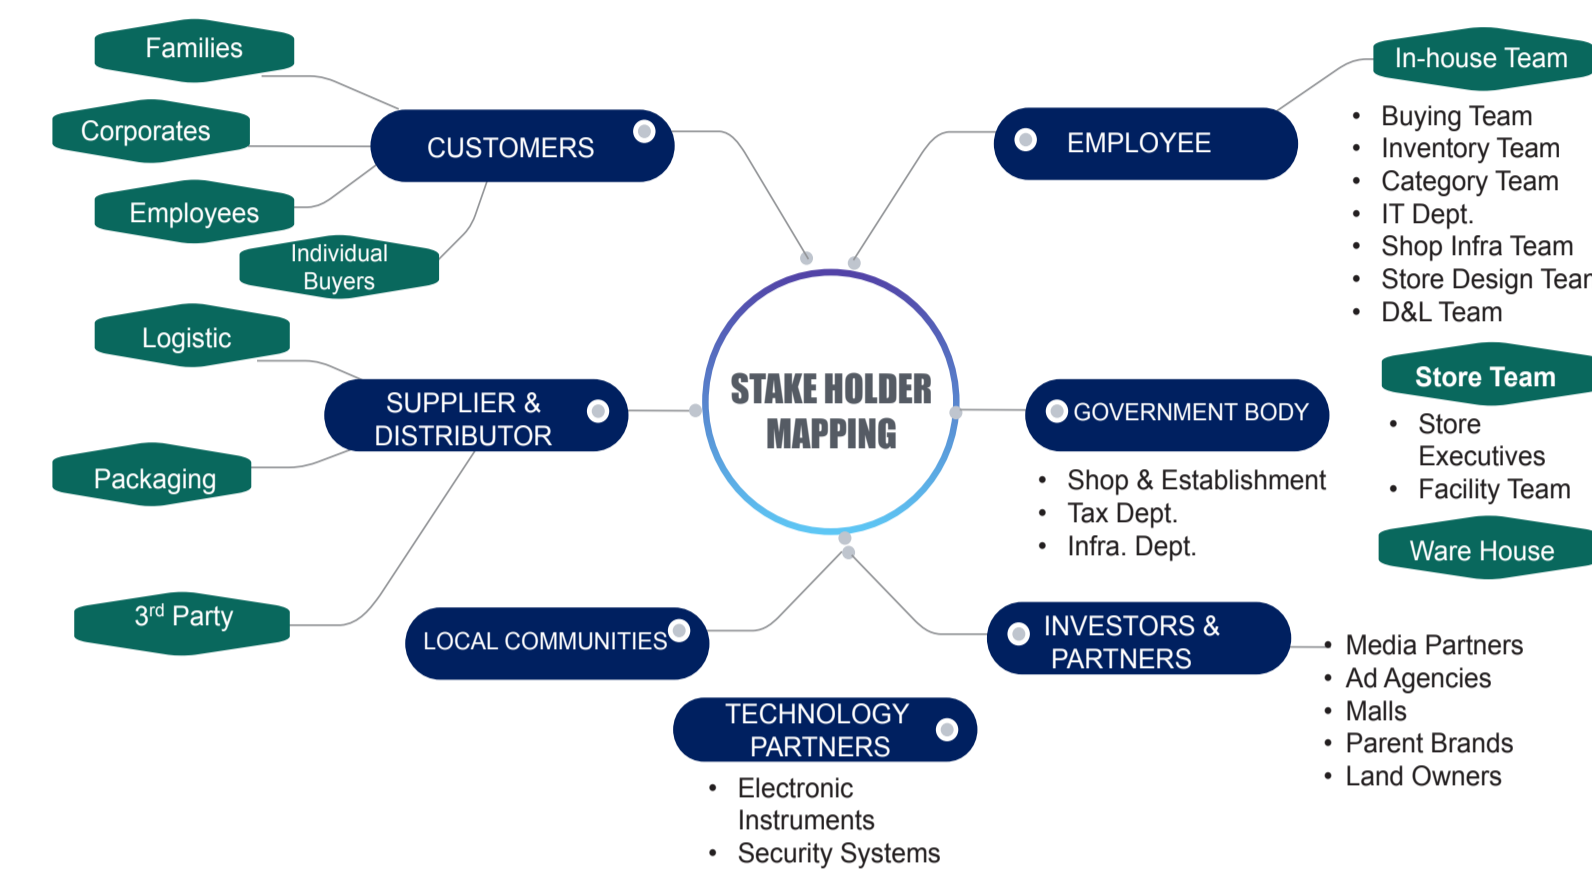 Families
Corporates
Employees
Individual
Buyers
CUSTOMERS
Logistic
SUPPLIER &
DISTRIBUTOR
Packaging
3rd Party
STAKE HOLDER
MAPPING
EMPLOYEE
In-house Team
• Buying Team
• Inventory Team
• Category Team
• IT Dept.
• Shop Infra Team
• Store Design Tear
• D&L Team
Store Team
• Store
Executives
• Facility Team
Ware House
GOVERNMENT BODY
• Shop & Establishment
• Tax Dept.
• Infra. Dept.
LOCAL COMMUNITIES
INVESTORS &
PARTNERS
• Media Partners
• Ad Agencies
• Malls
• Parent Brands
• Land Owners
TECHNOLOGY
PARTNERS
• Electronic
Instruments
• Security Systems